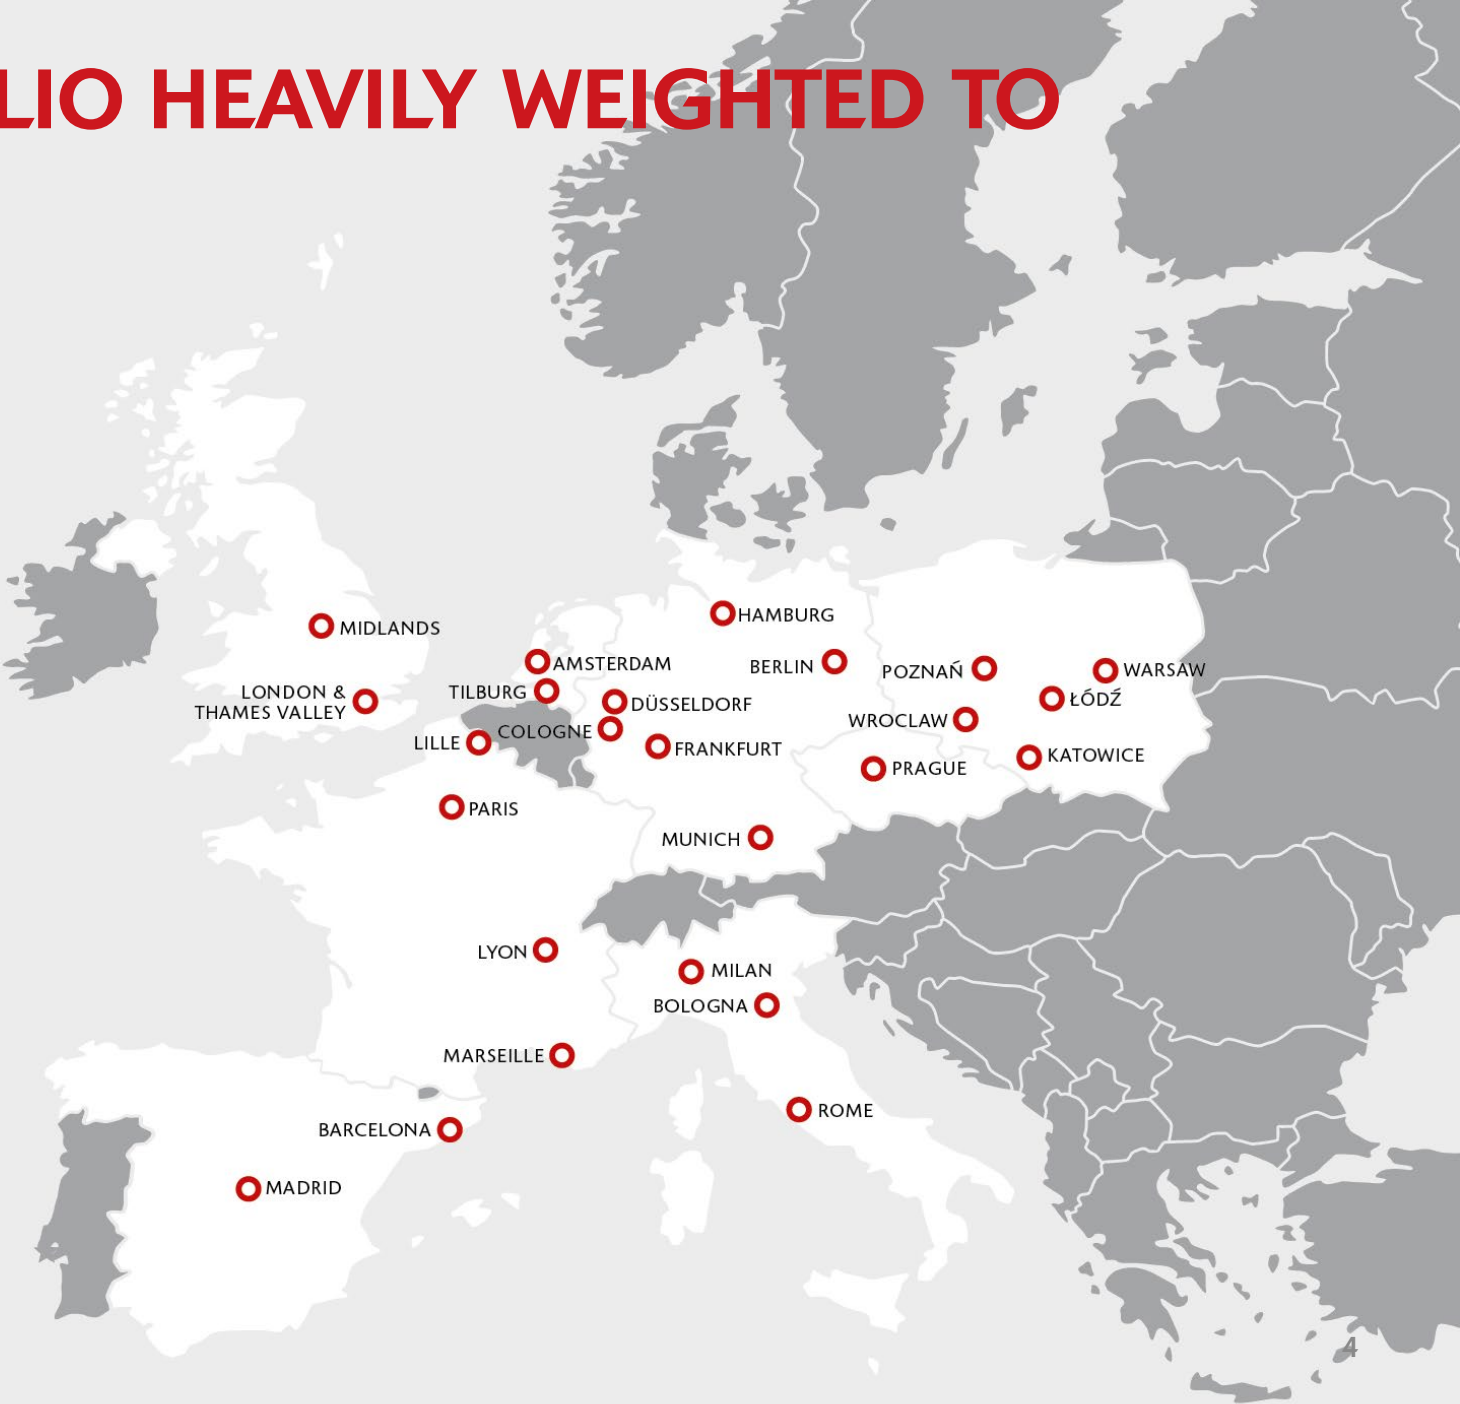 LIO HEAVILY WEIGHTED TO
HAMBURG
MIDLANDS
AMSTERDAM
BERLIN
POZNAŃ
WARSAW
LONDON &
THAMES VALLEY
TILBURG
DÜSSELDORF
ŁÓDŹ
WROCLAW
COLOGNE
LILLE
FRANKFURT
KATOWICE
PRAGUE
PARIS
MUNICH
LYON
MILAN
BOLOGNA
MARSEILLE
ROME
BARCELONA
MADRID
4